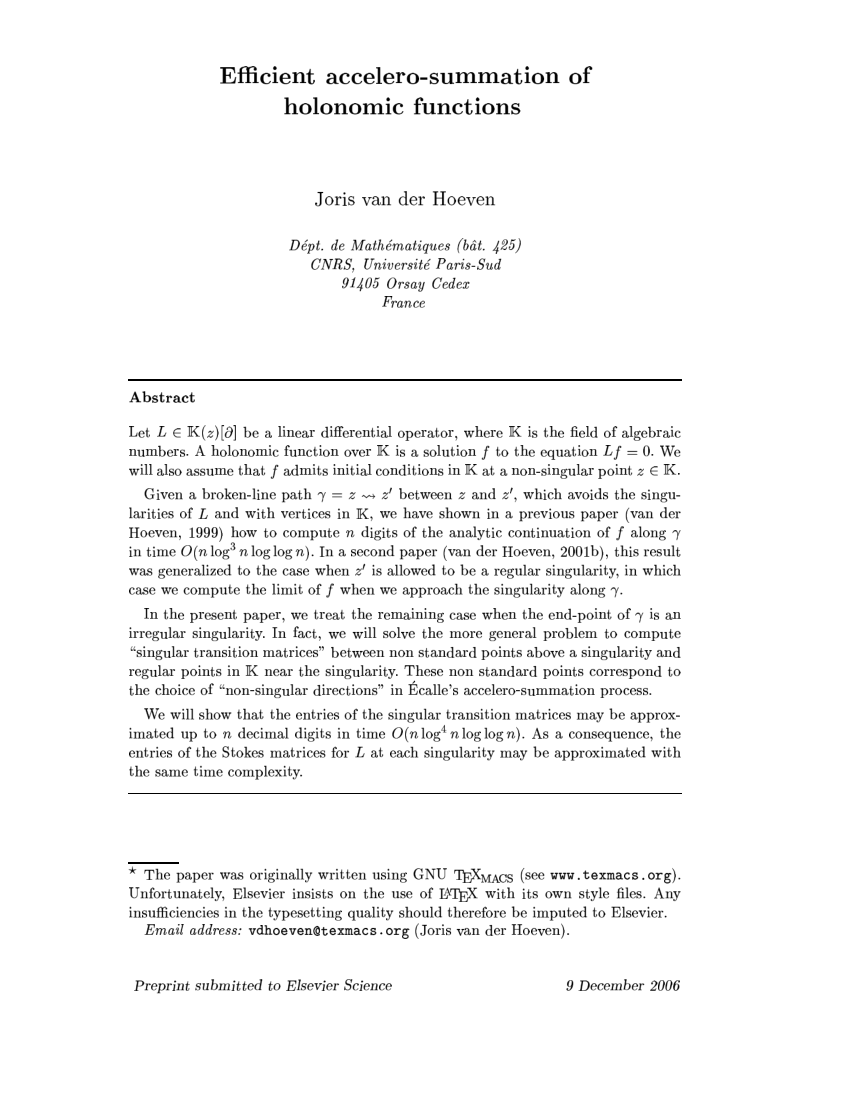 Efficient accelero-summation of
holonomic functions
Joris van der Hoeven
Dépt. de Mathématiques (bât. 425)
CNRS, Université Paris-Sud
91405 Orsay Cedex
France
Abstract
Let L ∈ 𝕂(z)[∂] be a linear differential operator, where 𝕂 is the field of algebraic
numbers. A holonomic function over 𝕂 is a solution f to the equation Lf = 0. We
will also assume that f admits initial conditions in 𝕂 at a non-singular point z ∈ 𝕂.
Given a broken-line path γ = z ⇝ z′ between z and z′, which avoids the singu-
larities of L and with vertices in 𝕂, we have shown in a previous paper (van der
Hoeven, 1999) how to compute n digits of the analytic continuation of f along γ
in time O(n log³ n log log n). In a second paper (van der Hoeven, 2001b), this result
was generalized to the case when z′ is allowed to be a regular singularity, in which
case we compute the limit of f when we approach the singularity along γ.
In the present paper, we treat the remaining case when the end-point of γ is an
irregular singularity. In fact, we will solve the more general problem to compute
“singular transition matrices” between non standard points above a singularity and
regular points in 𝕂 near the singularity. These non standard points correspond to
the choice of “non-singular directions” in Écalle’s accelero-summation process.
We will show that the entries of the singular transition matrices may be approx-
imated up to n decimal digits in time O(n log⁴ n log log n). As a consequence, the
entries of the Stokes matrices for L at each singularity may be approximated with
the same time complexity.
⋆ The paper was originally written using GNU TEXMACS (see www.texmacs.org).
Unfortunately, Elsevier insists on the use of LATEX with its own style files. Any
insufficiencies in the typesetting quality should therefore be imputed to Elsevier.
Email address: vdhoeven@texmacs.org (Joris van der Hoeven).
Preprint submitted to Elsevier Science 9 December 2006